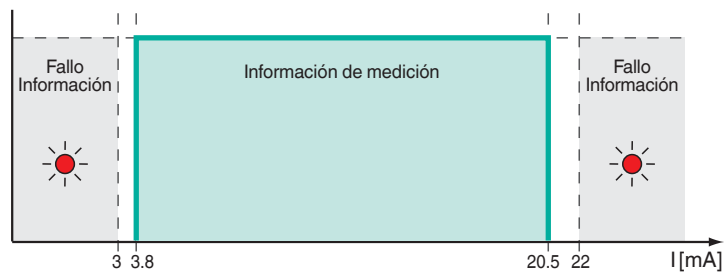 Fallo
Información
Información de medición
Fallo
Información
3 3.8 20.5 22 I [mA]